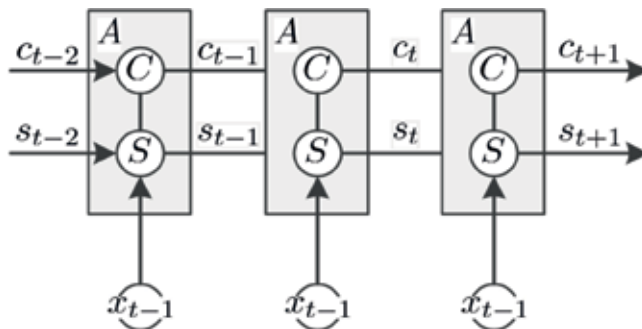 A A A
c_{t-2} C c_{t-1} C c_t C c_{t+1}
s_{t-2} S s_{t-1} S s_t S s_{t+1}
x_{t-1} x_{t-1} x_{t-1}